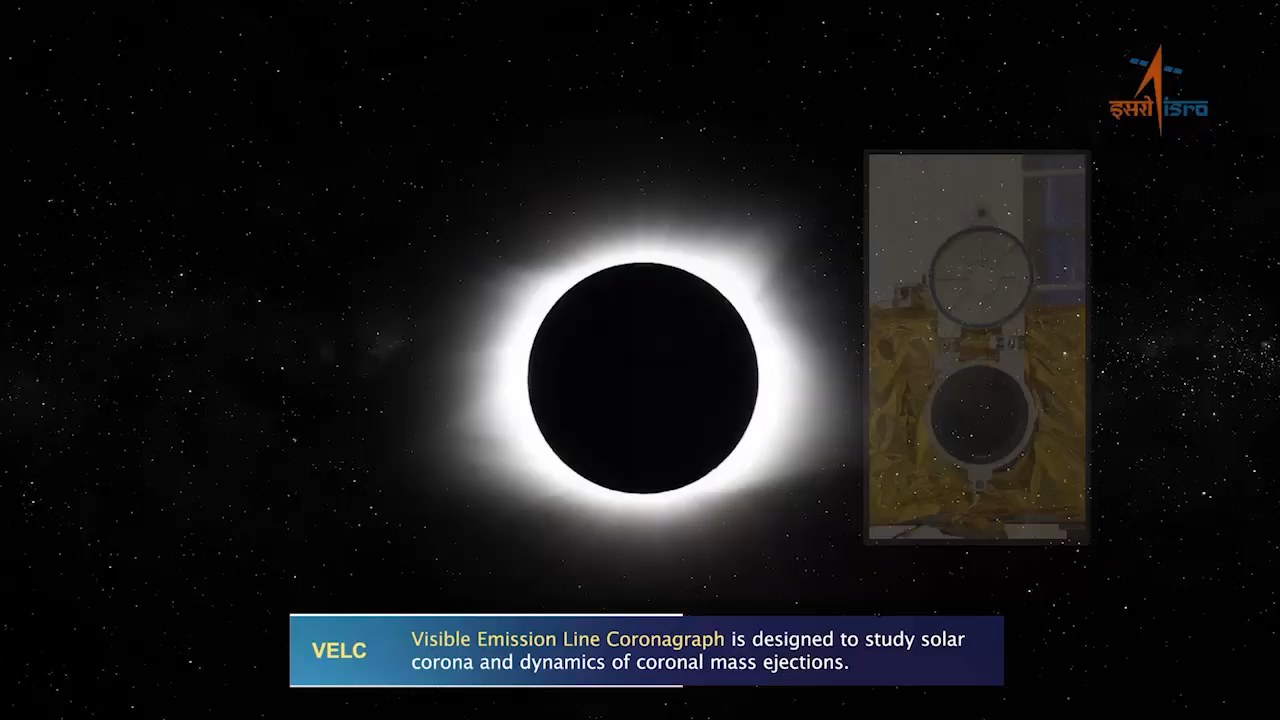 इसरो isro
VELC
Visible Emission Line Coronagraph is designed to study solar
corona and dynamics of coronal mass ejections.